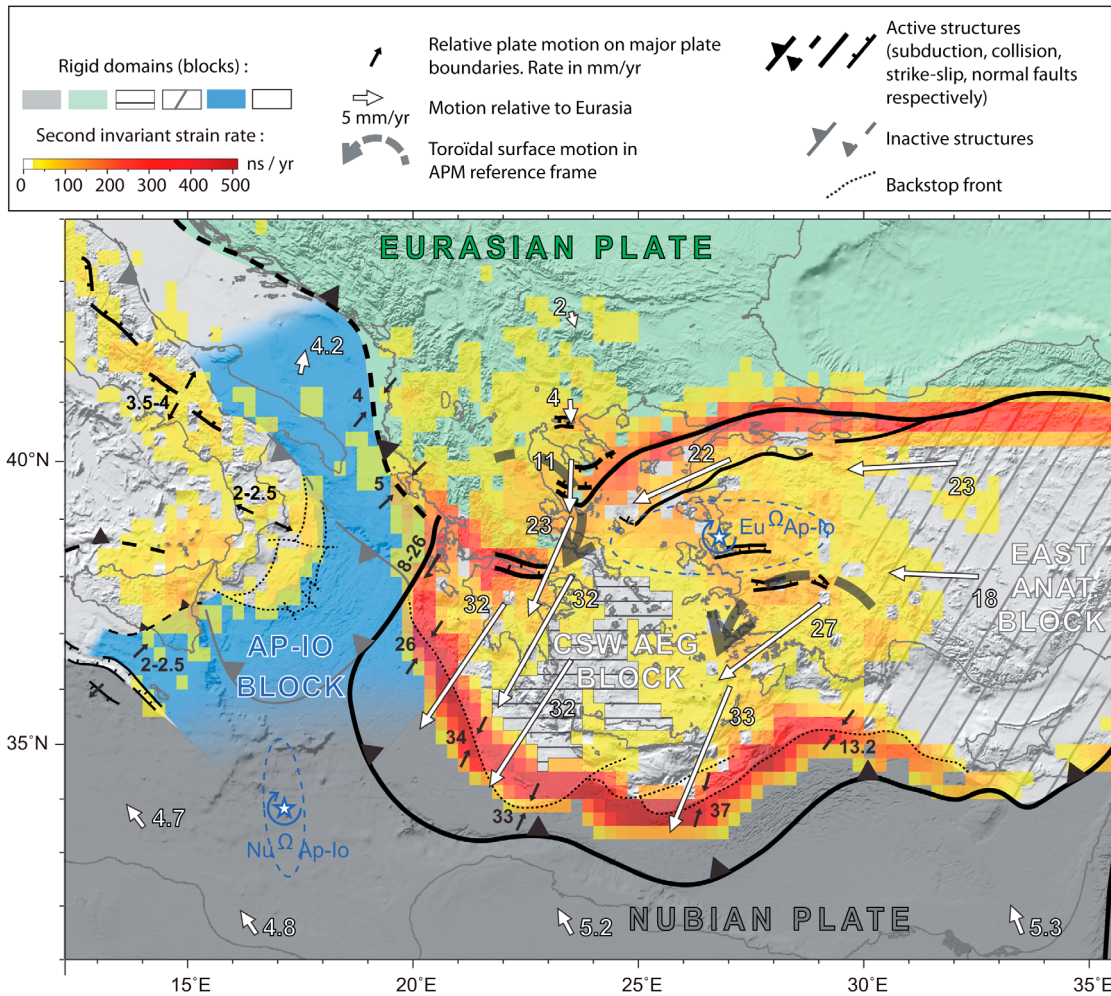 Rigid domains (blocks) :
Second invariant strain rate :
ns / yr
0 100 200 300 400 500
Relative plate motion on major plate
boundaries. Rate in mm/yr
Motion relative to Eurasia
5 mm/yr
Toroïdal surface motion in
APM reference frame
Active structures
(subduction, collision,
strike-slip, normal faults
respectively)
Inactive structures
Backstop front
EURASIAN PLATE
2
4.2
3.5-4
4
4
40˚N
11
22
23
5
2-2.5
23
Eu Ω Ap-Io
8-26
EAST
ANAT.
BLOCK
18
32
32
27
CSW AEG
BLOCK
26
AP-IO
BLOCK
2-2.5
32
33
35˚N
34
13.2
33
37
4.7
Nu Ω Ap-Io
4.8
5.2
NUBIAN PLATE
5.3
15˚E 20˚E 25˚E 30˚E 35˚E